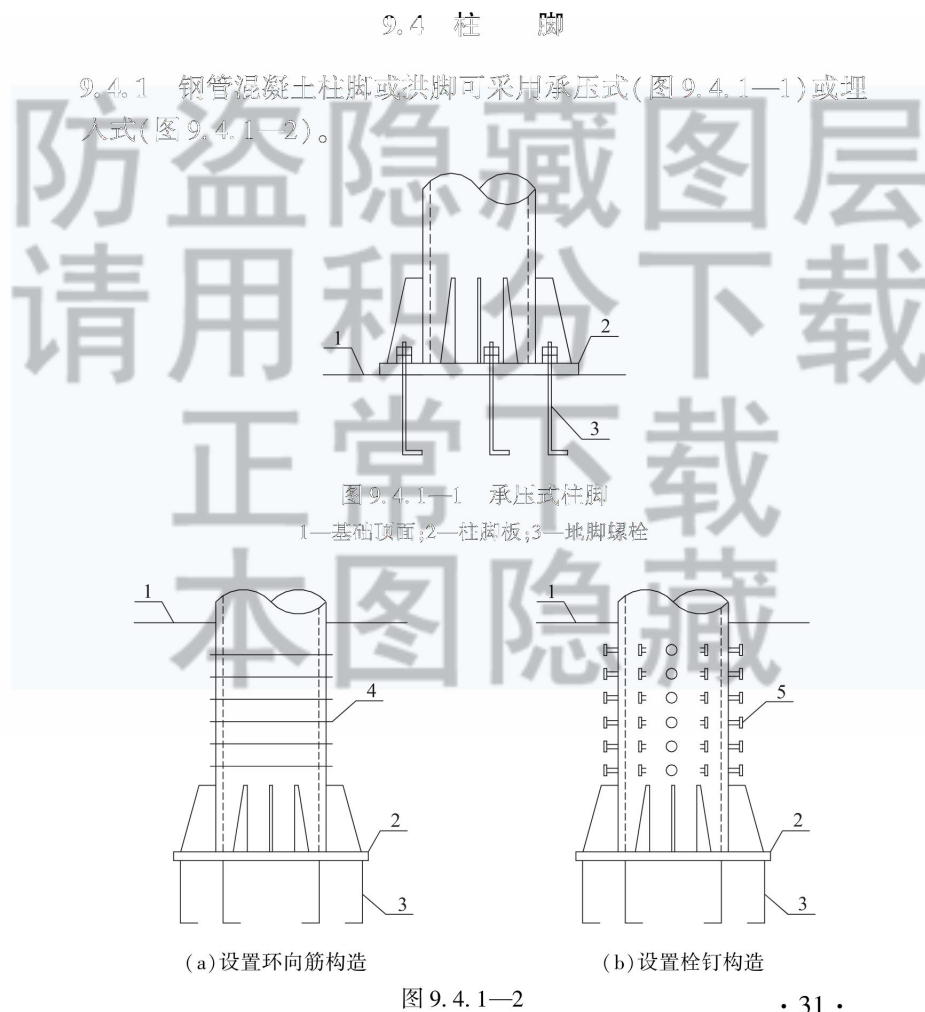 9.4 柱 脚
9.4.1 钢管混凝土柱脚或拱脚可采用承压式(图9.4.1—1)或埋
入式(图9.4.1—2)。
1
2
3
图9.4.1—1 承压式柱脚
1—基础顶面;2—柱脚板;3—地脚螺栓
防盗隐藏图层
请用积分下载
正常下载
本图隐藏
1
4
2
3
1
5
2
3
(a)设置环向筋构造
(b)设置栓钉构造
图9.4.1—2
·31·